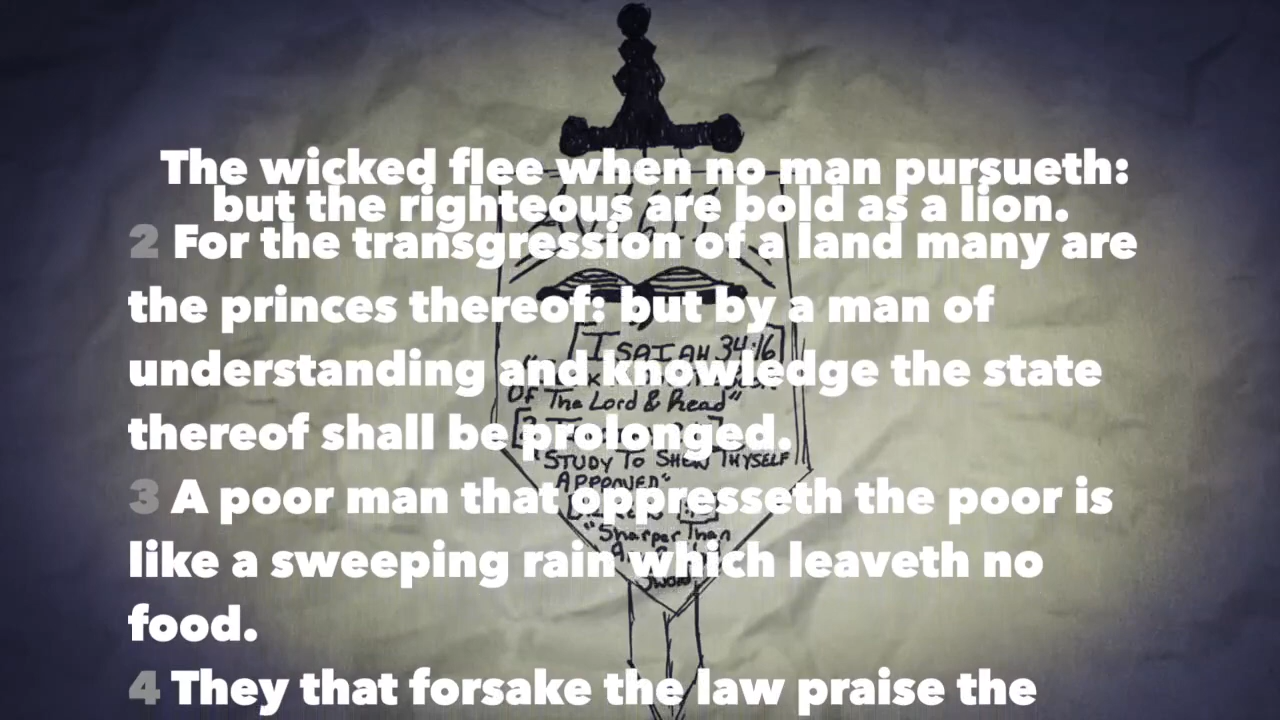 The wicked flee when no man pursueth:
but the righteous are bold as a lion.
2 For the transgression of a land many are
the princes thereof: but by a man of
ISAIAH 34:16
understanding and knowledge the state
Of The Lord & Read"
thereof shall be prolonged.
"STUDY TO SHEW THYSELF
APPROVED"
3 A poor man that oppresseth the poor is
"Sharper Than
like a sweeping rain which leaveth no
SWORD
food.
4 They that forsake the law praise the